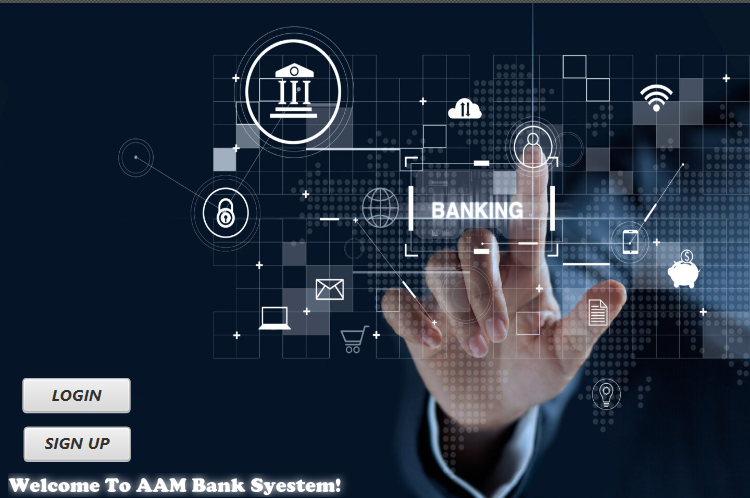 BANKING
LOGIN
SIGN UP
Welcome To AAM Bank Syestem!